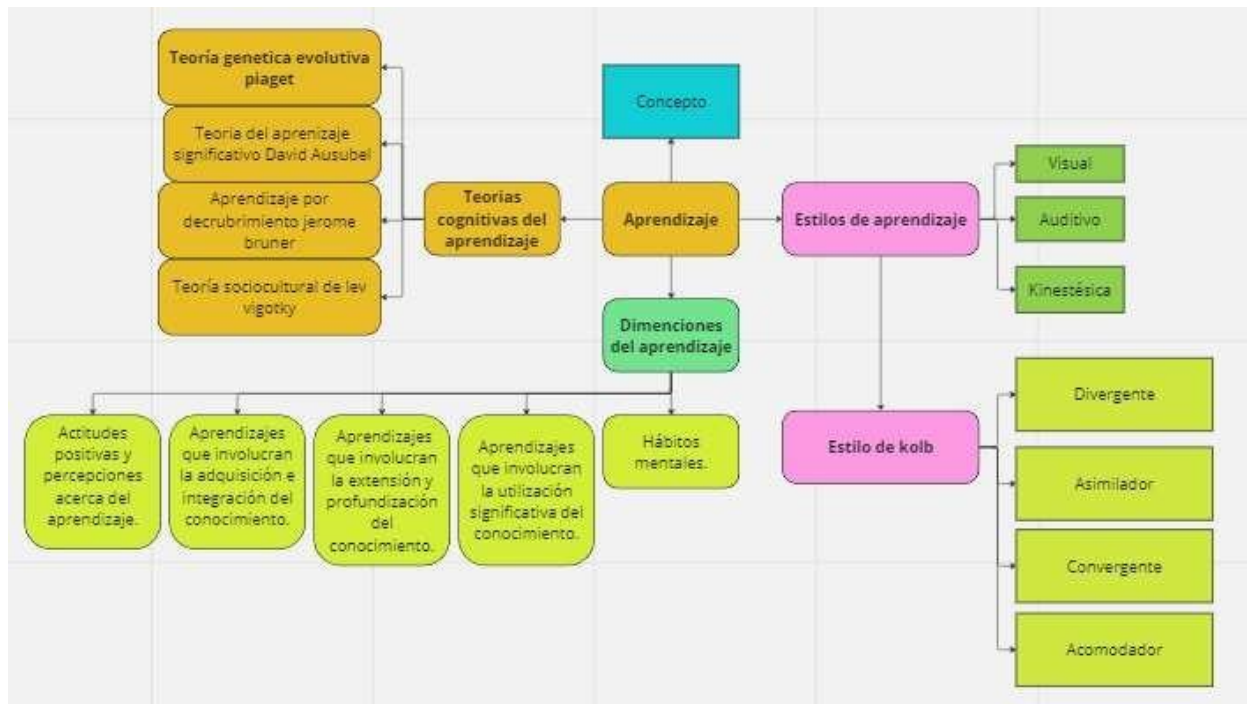 Teoría genetica evolutiva
piaget
Teoria del aprenizaje
significativo David Ausubel
Aprendizaje por
decrubrimiento jerome
bruner
Teoría sociocultural de lev
vigotky
Teorias
cognitivas del
aprendizaje
Concepto
Aprendizaje
Estilos de aprendizaje
Visual
Auditivo
Kinestésica
Dimenciones
del aprendizaje
Actitudes
positivas y
percepciones
acerca del
aprendizaje.
Aprendizajes
que involucran
la adquisición e
integración del
conocimiento.
Aprendizajes
que involucran
la extensión y
profundización
del
conocimiento.
Aprendizajes
que involucran
la utilización
significativa del
conocimiento.
Hábitos
mentales.
Estilo de kolb
Divergente
Asimilador
Convergente
Acomodador